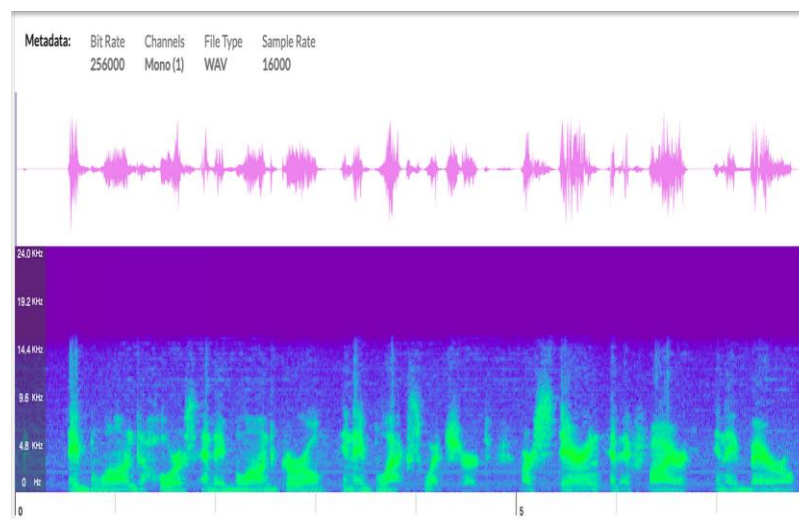 Metadata: Bit Rate Channels File Type Sample Rate
256000 Mono (1) WAV 16000
24.0 KHz
19.2 KHz
14.4 KHz
9.6 KHz
4.8 KHz
0 Hz
0 5